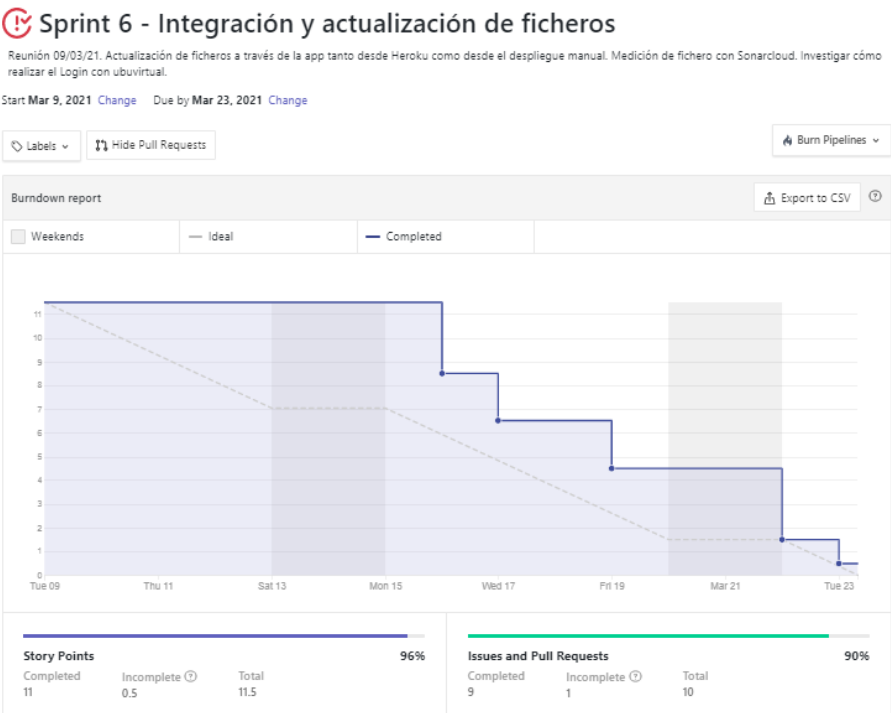 Sprint 6 - Integración y actualización de ficheros
Reunión 09/03/21. Actualización de ficheros a través de la app tanto desde Heroku como desde el despliegue manual. Medición de fichero con Sonarcloud. Investigar cómo
realizar el Login con ubuvirtual.
Start Mar 9, 2021 Change Due by Mar 23, 2021 Change
Labels Hide Pull Requests Burn Pipelines
Burndown report Export to CSV
Weekends Ideal Completed
11
10
9
8
7
6
5
4
3
2
1
0
Tue 09 Thu 11 Sat 13 Mon 15 Wed 17 Fri 19 Mar 21 Tue 23
Story Points 96% Issues and Pull Requests 90%
Completed Incomplete Total Completed Incomplete Total
11 0.5 11.5 9 1 10